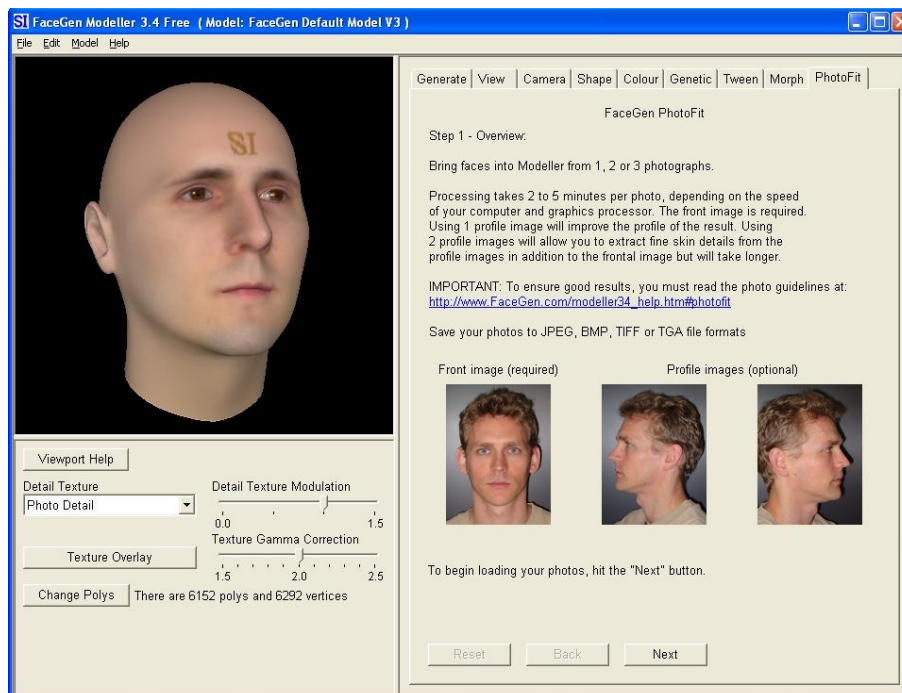 SI FaceGen Modeller 3.4 Free ( Model: FaceGen Default Model V3 )
File Edit Model Help
SI
Generate View Camera Shape Colour Genetic Tween Morph PhotoFit
FaceGen PhotoFit
Step 1 - Overview:
Bring faces into Modeller from 1, 2 or 3 photographs.
Processing takes 2 to 5 minutes per photo, depending on the speed
of your computer and graphics processor. The front image is required.
Using 1 profile image will improve the profile of the result. Using
2 profile images will allow you to extract fine skin details from the
profile images in addition to the frontal image but will take longer.
IMPORTANT: To ensure good results, you must read the photo guidelines at:
http://www.FaceGen.com/modeller34_help.htm#photofit
Save your photos to JPEG, BMP, TIFF or TGA file formats
Front image (required) Profile images (optional)
To begin loading your photos, hit the "Next" button.
Reset Back Next
Viewport Help
Detail Texture
Photo Detail
Detail Texture Modulation
0.0 1.5
Texture Overlay
Texture Gamma Correction
1.5 2.0 2.5
Change Polys There are 6152 polys and 6292 vertices